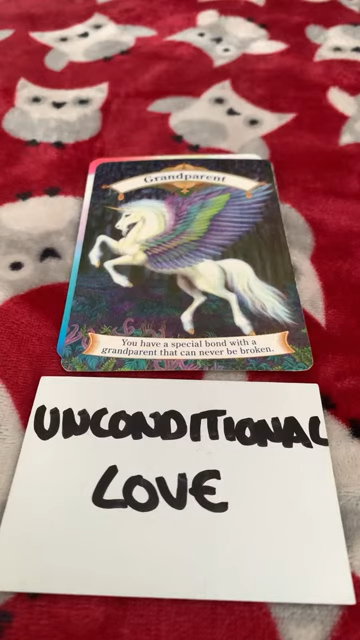 Grandparent
You have a special bond with a
grandparent that can never be broken.
UNCONDITIONAL
LOVE